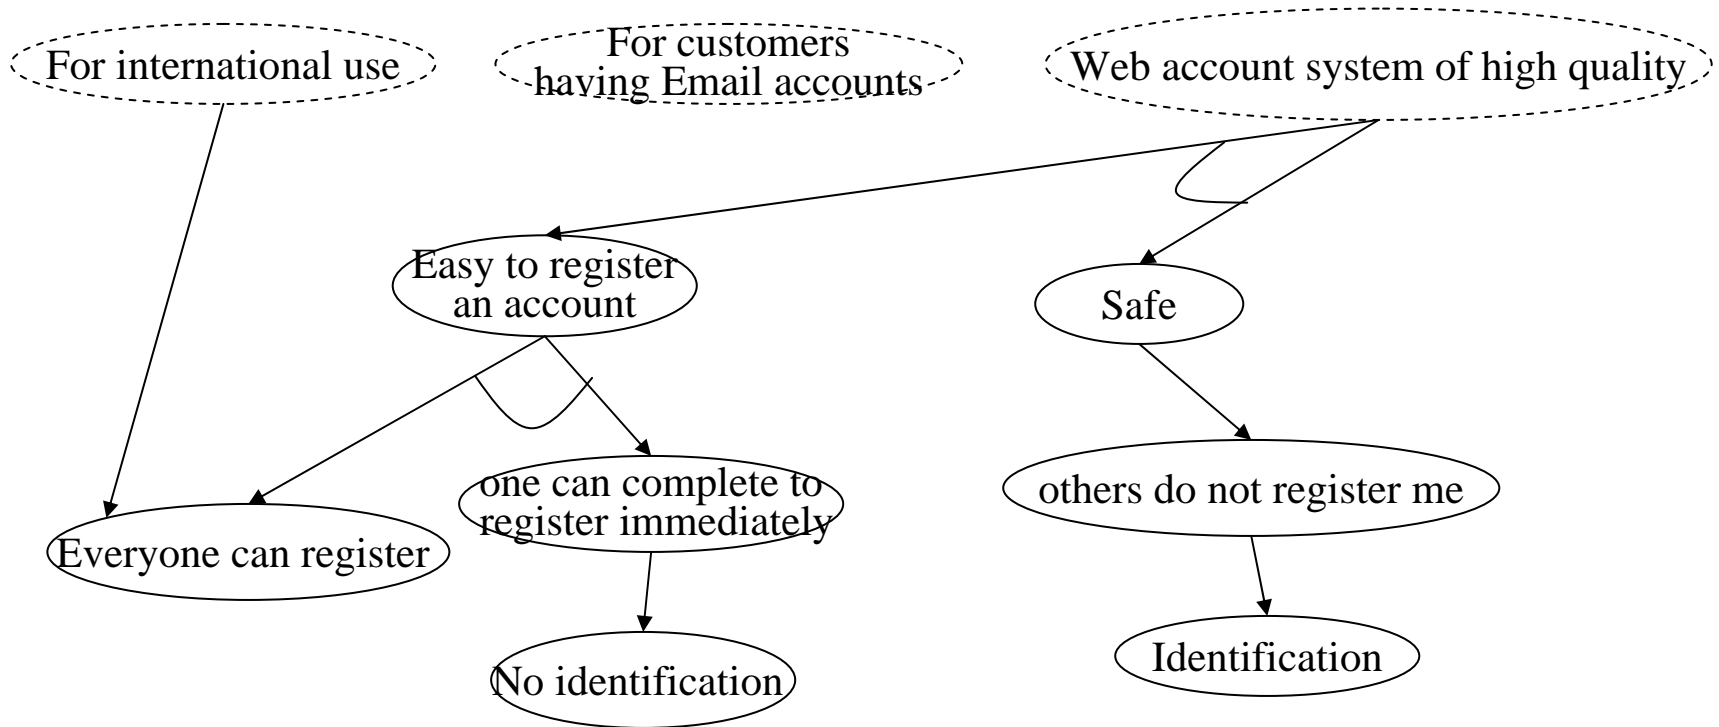 For international use
For customers
having Email accounts
Web account system of high quality
Easy to register
an account
Safe
one can complete to
register immediately
others do not register me
Everyone can register
No identification
Identification